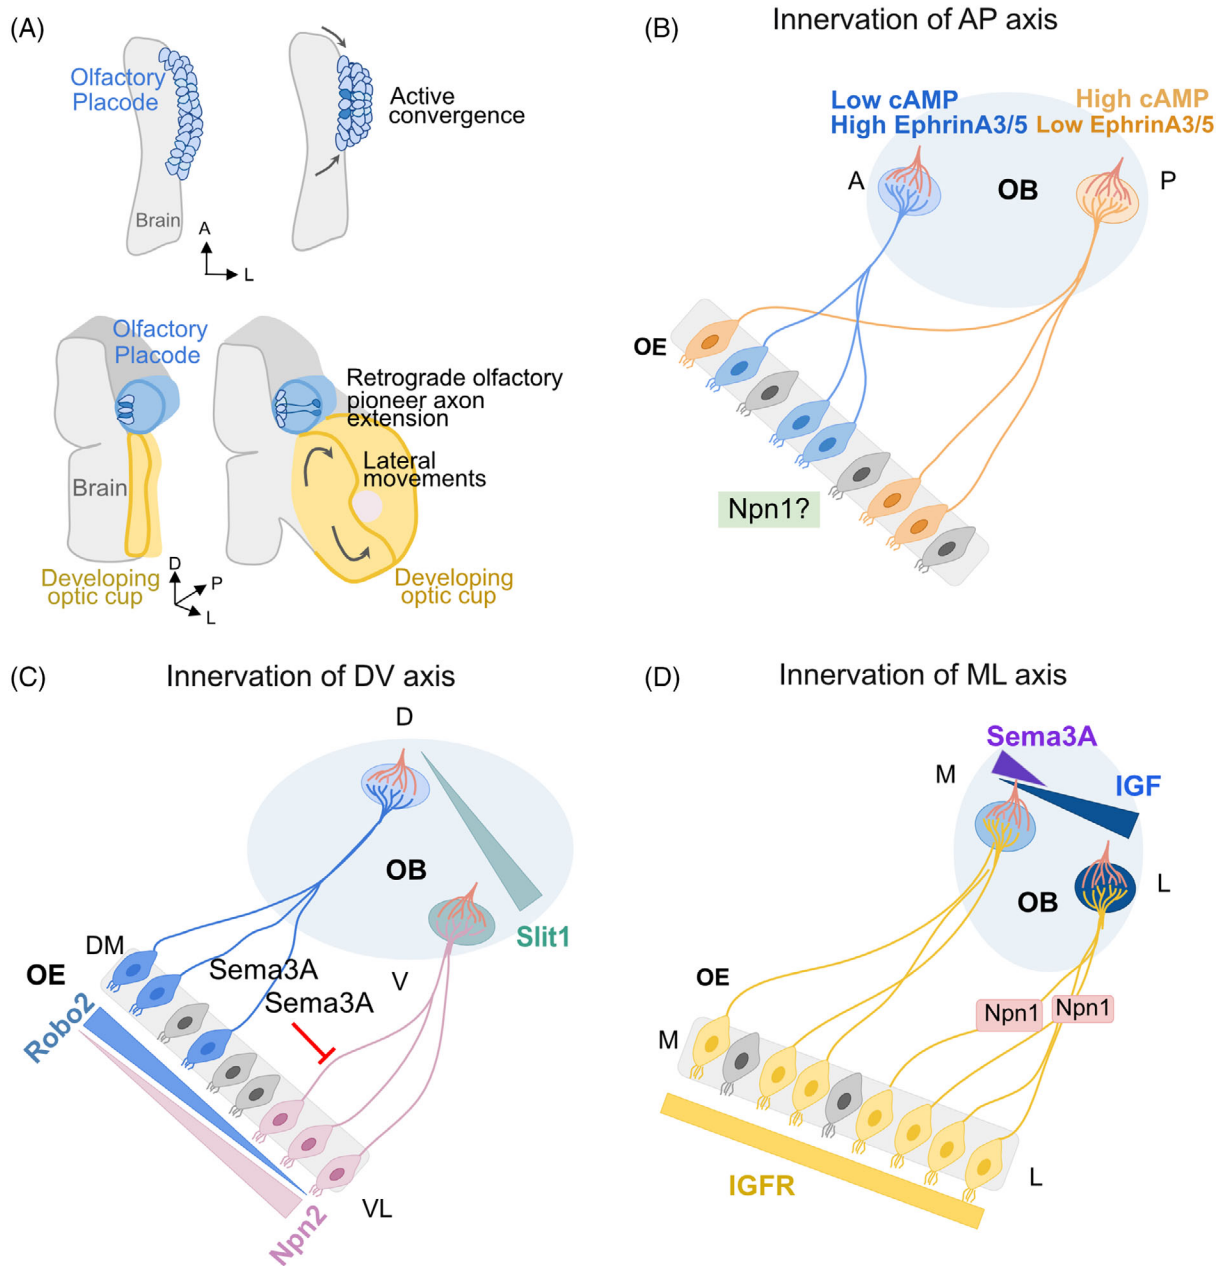 (A)
Olfactory
Placode
Active
convergence
Brain
A
L
Olfactory
Placode
Retrograde olfactory
pioneer axon
extension
Lateral
movements
Brain
Developing
optic cup
D
P
L
Developing
optic cup
(B)
Innervation of AP axis
Low cAMP
High EphrinA3/5
High cAMP
Low EphrinA3/5
A
OB
P
OE
Npn1?
(C)
Innervation of DV axis
D
OB
Slit1
DM
OE
Sema3A
V
Sema3A
Robo2
Npn2
VL
(D)
Innervation of ML axis
Sema3A
M
IGF
OB
L
OE
Npn1
Npn1
M
IGFR
L